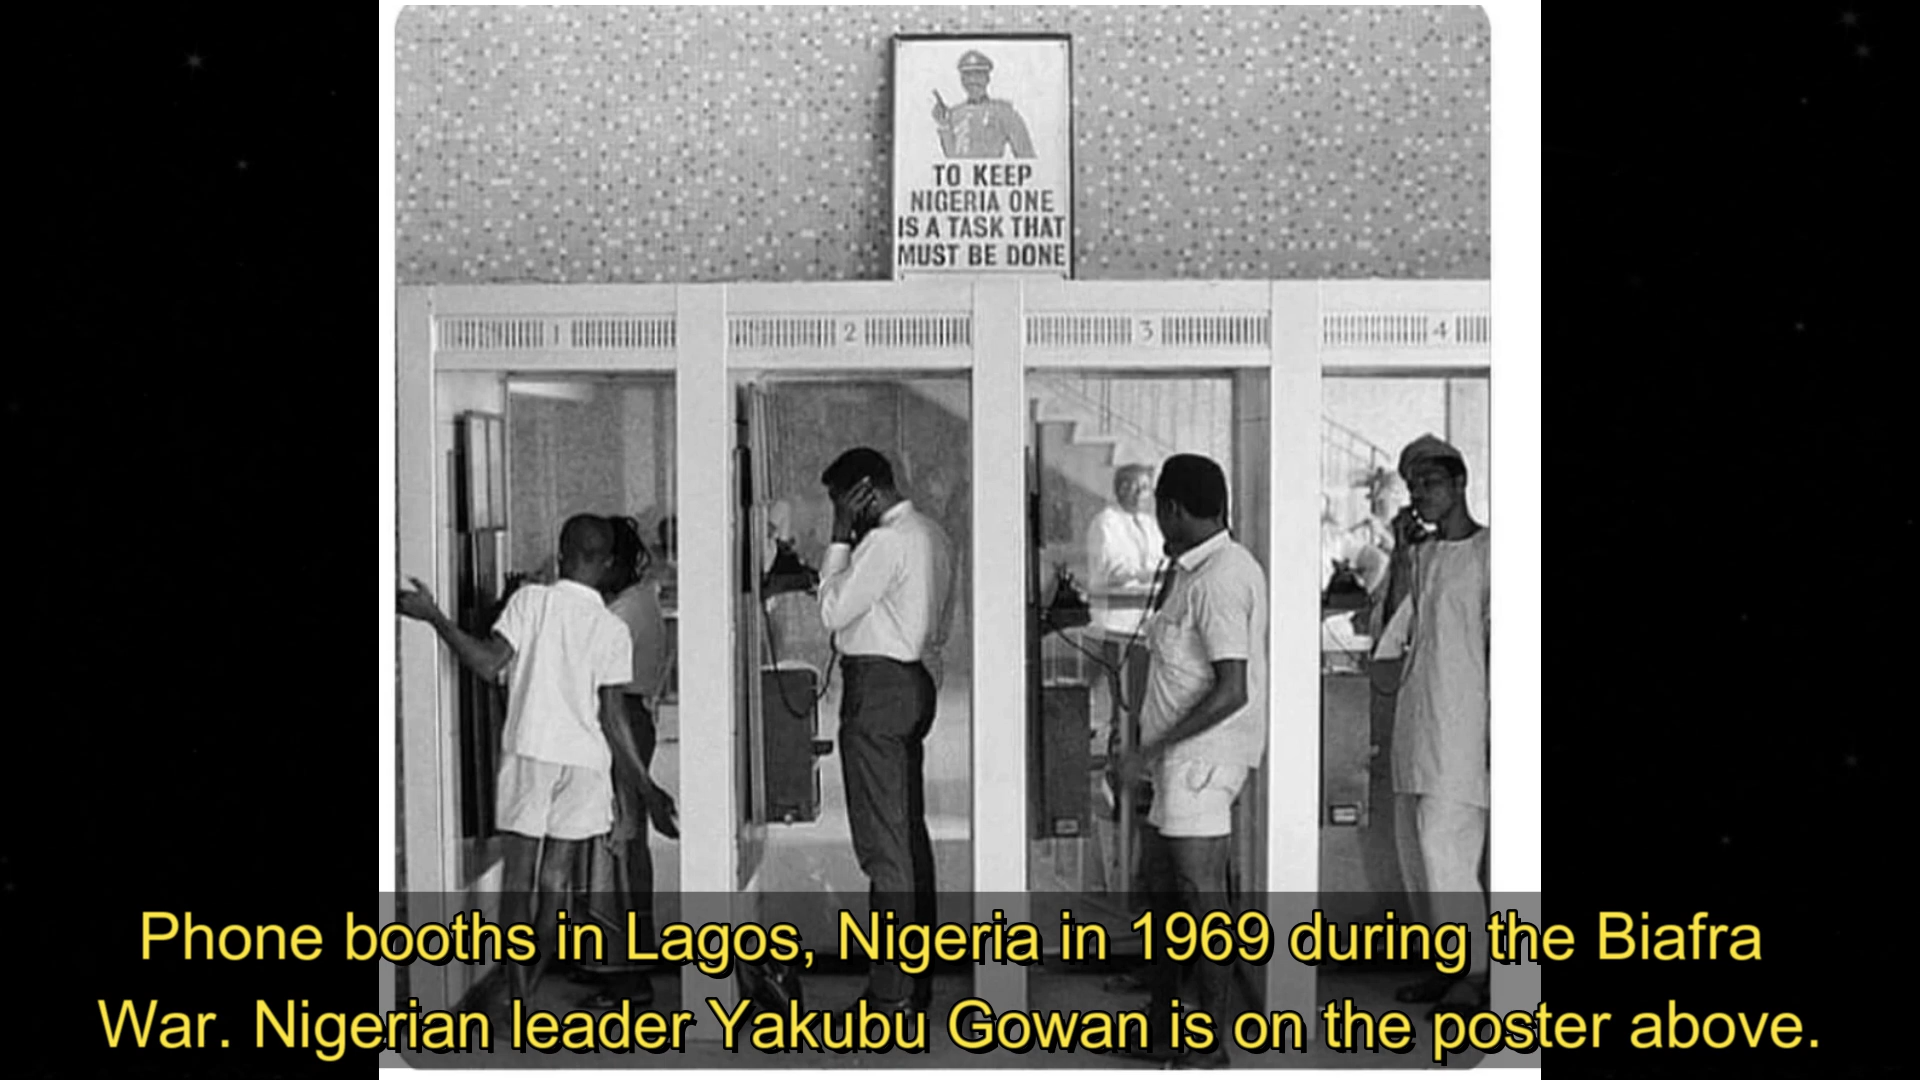 TO KEEP
NIGERIA ONE
IS A TASK THAT
MUST BE DONE
1
2
3
4
Phone booths in Lagos, Nigeria in 1969 during the Biafra
War. Nigerian leader Yakubu Gowan is on the poster above.